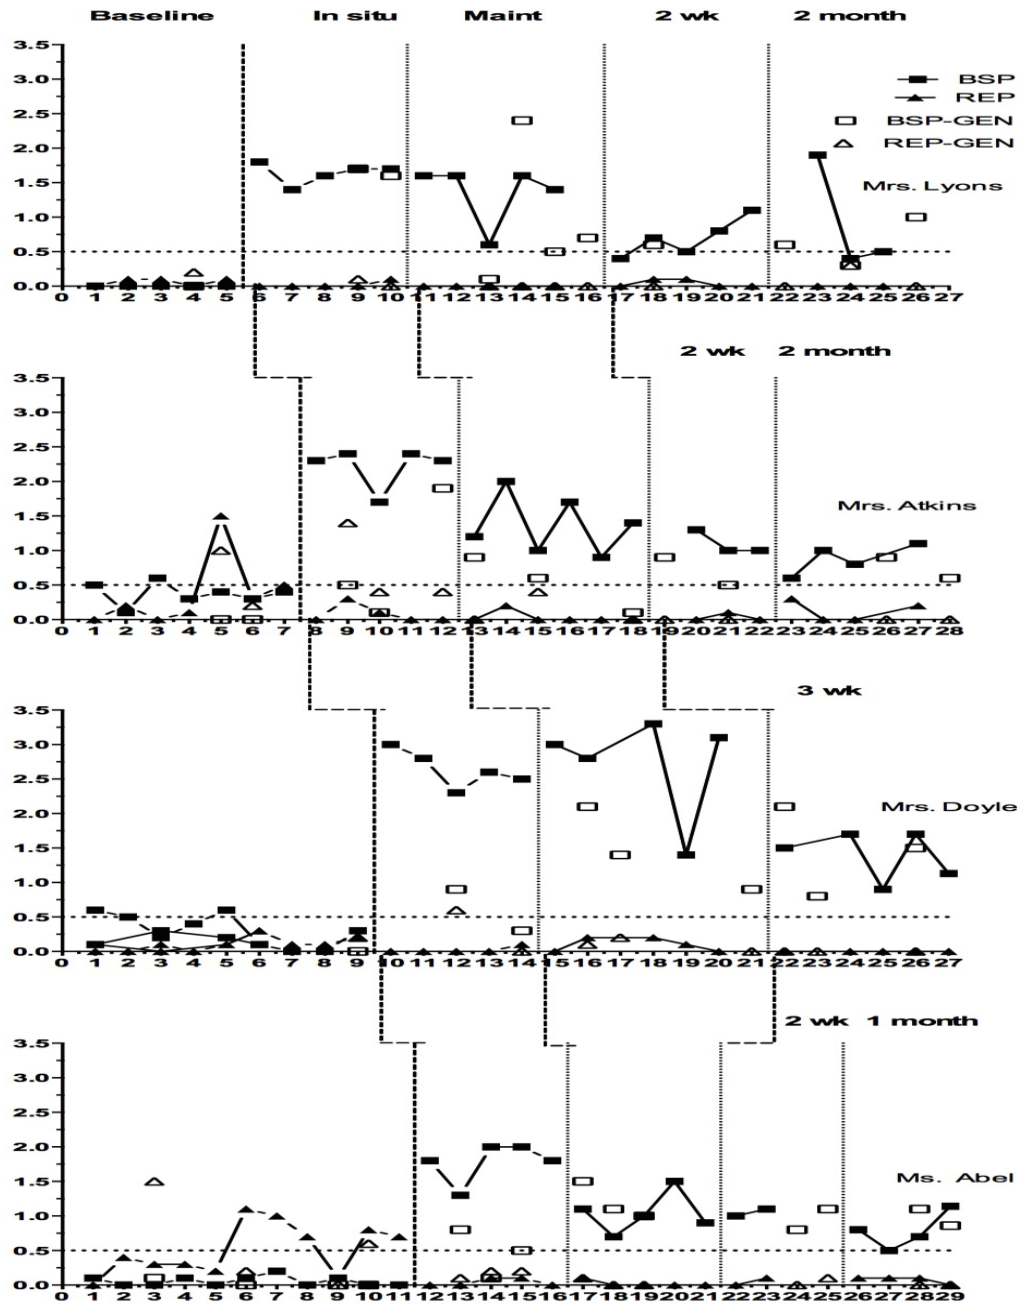 Baseline In situ Maint 2 wk 2 month
3.5
3.0
2.5
2.0
1.5
1.0
0.5
0.0
BSP
REP
BSP-GEN
REP-GEN
Mrs. Lyons
0 1 2 3 4 5 6 7 8 9 10 11 12 13 14 15 16 17 18 19 20 21 22 23 24 25 26 27
2 wk 2 month
3.5
3.0
2.5
2.0
1.5
1.0
0.5
0.0
Mrs. Atkins
0 1 2 3 4 5 6 7 8 9 10 11 12 13 14 15 16 17 18 19 20 21 22 23 24 25 26 27 28
3 wk
3.5
3.0
2.5
2.0
1.5
1.0
0.5
0.0
Mrs. Doyle
0 1 2 3 4 5 6 7 8 9 10 11 12 13 14 15 16 17 18 19 20 21 22 23 24 25 26 27
2 wk 1 month
3.5
3.0
2.5
2.0
1.5
1.0
0.5
0.0
Ms. Abel
0 1 2 3 4 5 6 7 8 9 10 11 12 13 14 15 16 17 18 19 20 21 22 23 24 25 26 27 28 29